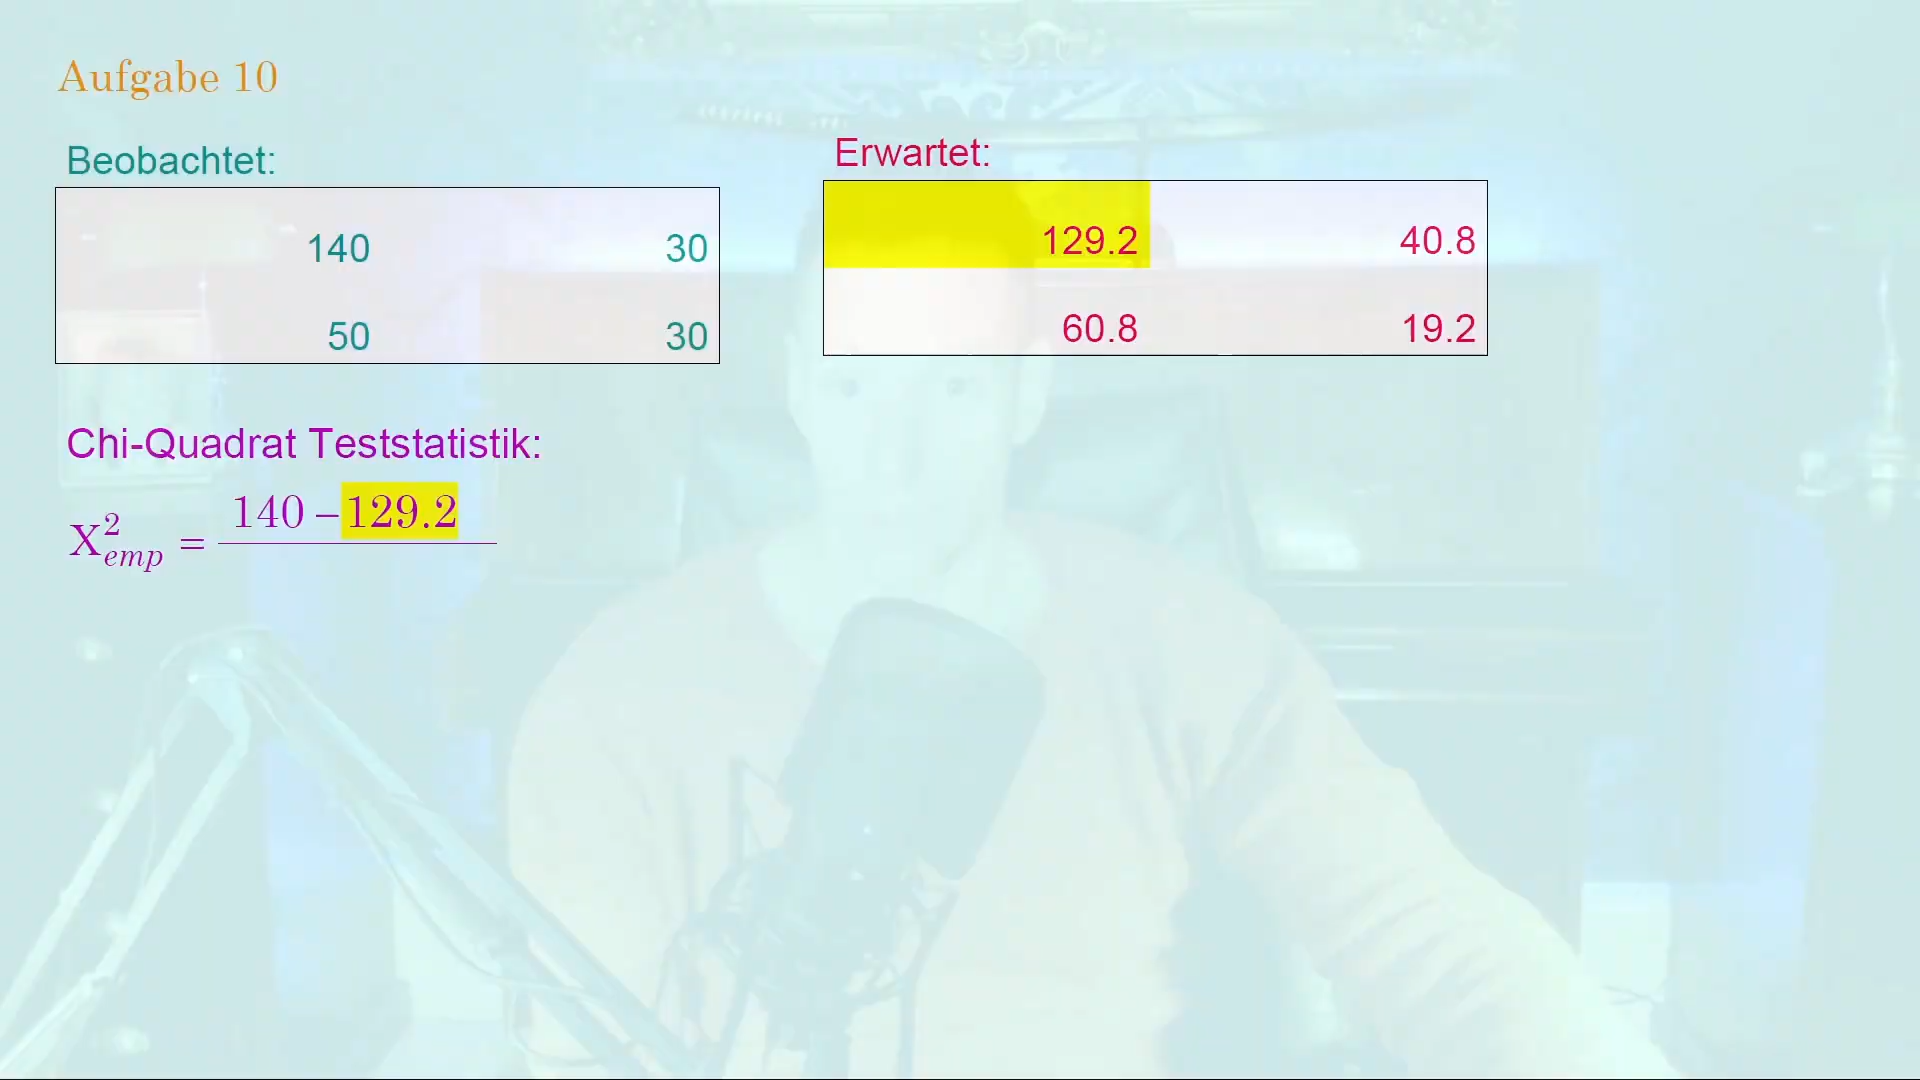 Aufgabe 10
Beobachtet:
140 30
50 30
Erwartet:
129.2 40.8
60.8 19.2
Chi-Quadrat Teststatistik:
X²emp = 140 – 129.2